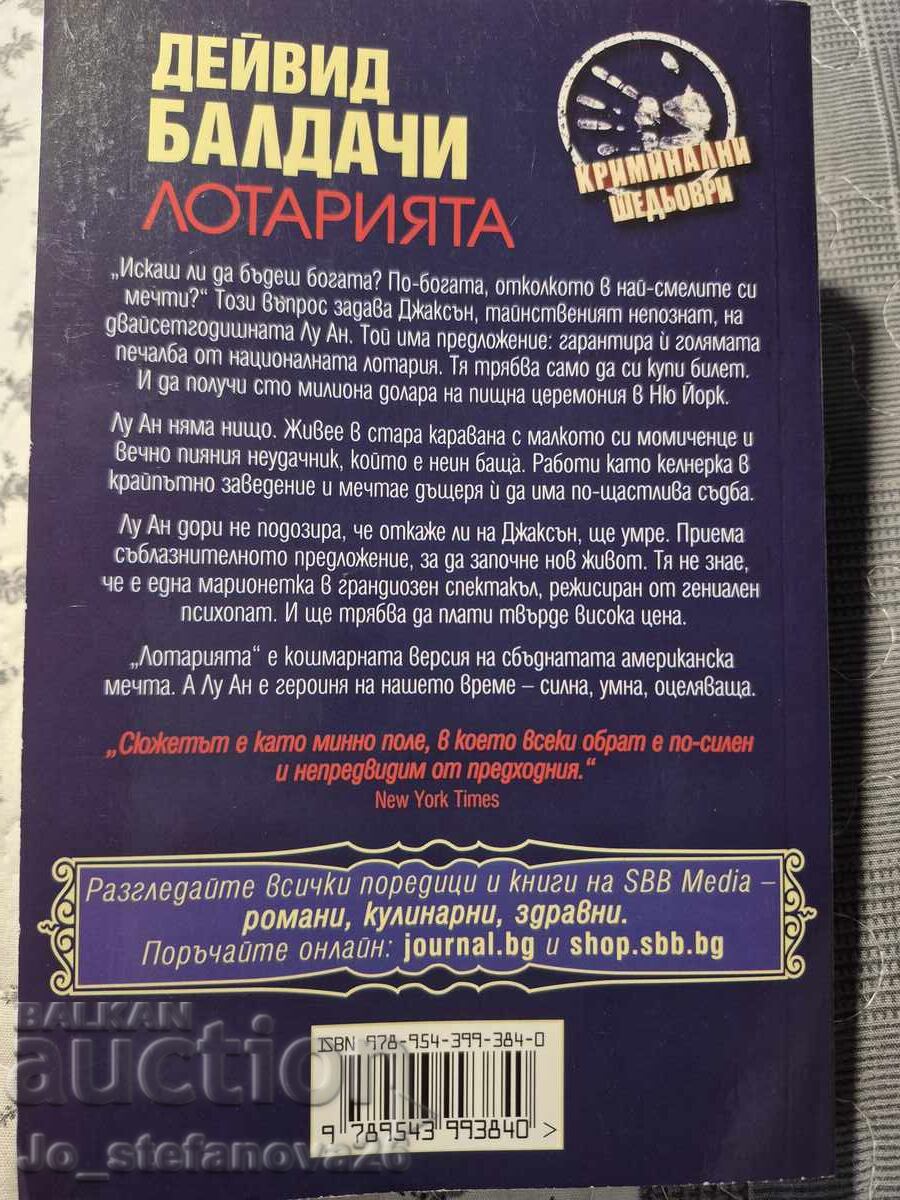 ДЕЙВИД
БАЛДАЧИ
ЛОТАРИЯТА
КРИМИНАЛНИ
ШЕДЬОВРИ
„Искаш ли да бъдеш богата? По-богата, отколкото в най-смелите си
мечти?“ Този въпрос задава Джаксън, тайнственият непознат, на
двайсетгодишната Лу Ан. Той има предложение: гарантира ѝ голямата
печалба от националната лотария. Тя трябва само да си купи билет.
И да получи сто милиона долара на пищна церемония в Ню Йорк.
Лу Ан няма нищо. Живее в стара каравана с малкото си момиченце и
вечно пияния неудачник, който е неин баща. Работи като келнерка в
крайпътно заведение и мечтае дъщеря ѝ да има по-щастлива съдба.
Лу Ан дори не подозира, че откаже ли на Джаксън, ще умре. Приема
съблазнителното предложение, за да започне нов живот. Тя не знае,
че е една марионетка в грандиозен спектакъл, режисиран от гениален
психопат. И ще трябва да плати твърде висока цена.
„Лотарията“ е кошмарната версия на сбъднатата американска
мечта. А Лу Ан е героиня на нашето време – силна, умна, оцеляваща.
„Сюжетът е като минно поле, в което всеки обрат е по-силен
и непредвидим от предходния.“
New York Times
Разгледайте всички поредици и книги на SBB Media –
романи, кулинарни, здравни.
Поръчайте онлайн: journal.bg и shop.sbb.bg
ISBN 978-954-399-384-0
9 789543 993840 >
BALKAN
auction
Jo_stefanova26